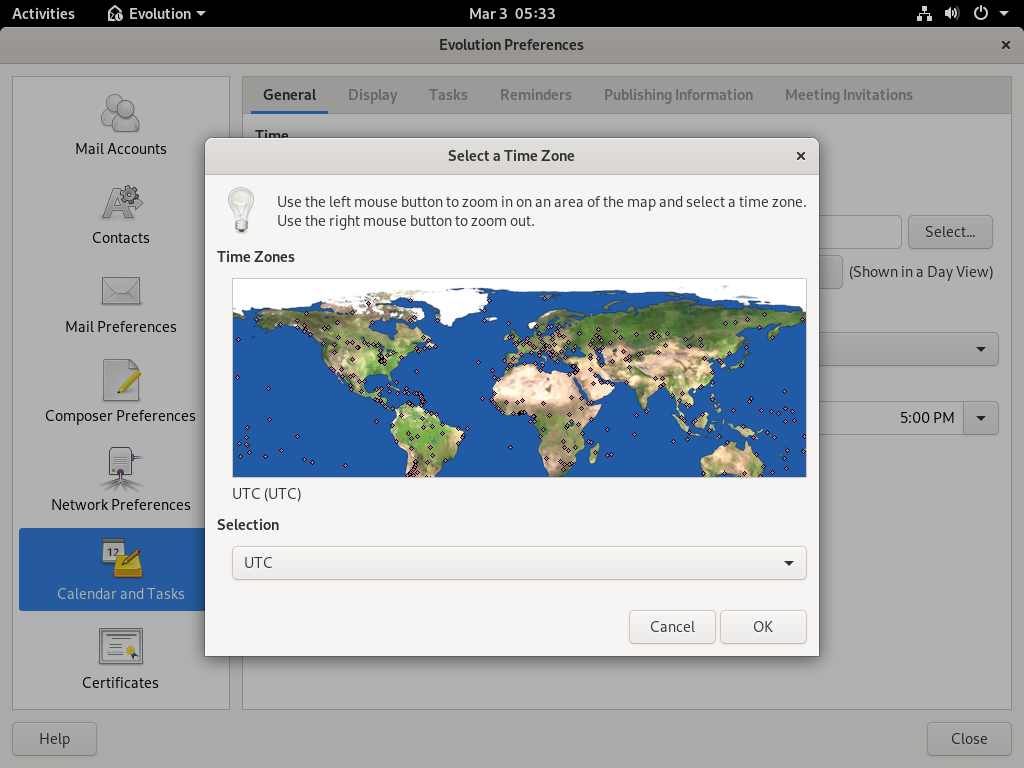 Activities
Evolution
Mar 3 05:33
Evolution Preferences
Mail Accounts
Contacts
Mail Preferences
Composer Preferences
Network Preferences
12
Calendar and Tasks
Certificates
General
Display
Tasks
Reminders
Publishing Information
Meeting Invitations
Time
Select...
(Shown in a Day View)
5:00 PM
Select a Time Zone
Use the left mouse button to zoom in on an area of the map and select a time zone.
Use the right mouse button to zoom out.
Time Zones
UTC (UTC)
Selection
UTC
Cancel
OK
Help
Close